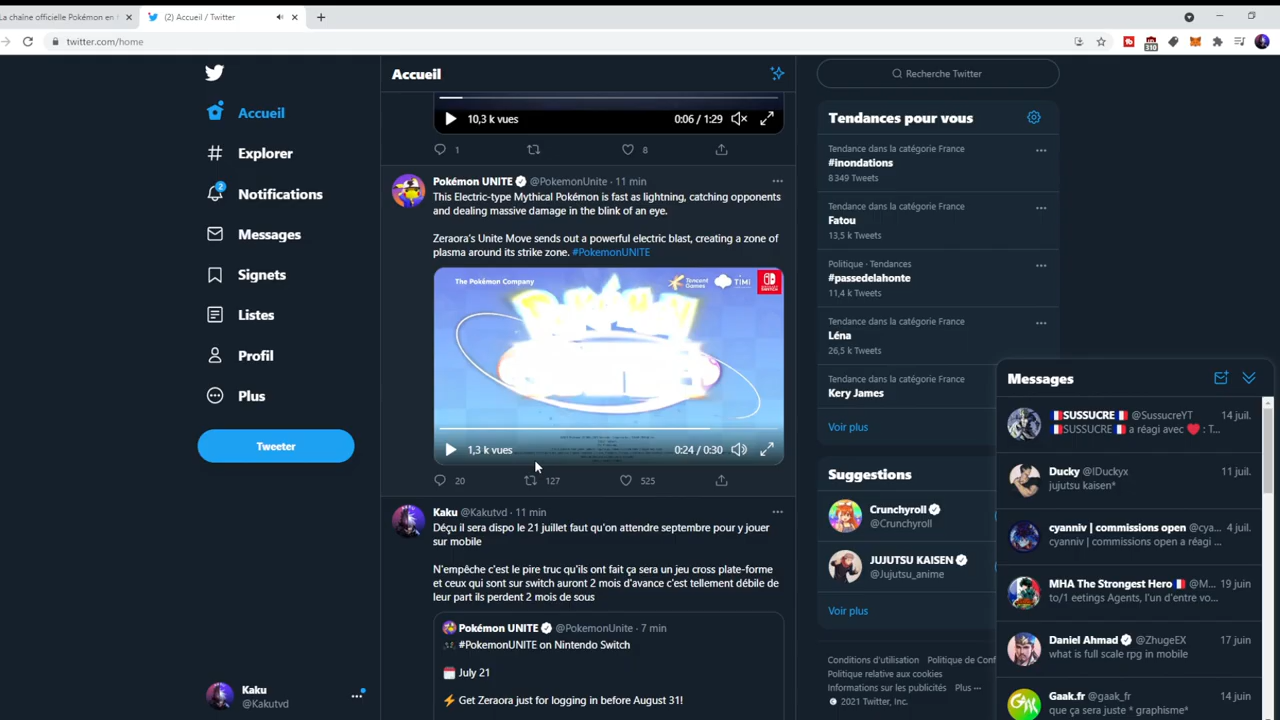 La chaîne officielle Pokémon en
(2) Accueil / Twitter
twitter.com/home
310
Accueil
Explorer
2
Notifications
Messages
Signets
Listes
Profil
Plus
Tweeter
Kaku
@Kakutvd
Accueil
10,3 k vues
0:06 / 1:29
1
8
Pokémon UNITE @PokemonUnite · 11 min
This Electric-type Mythical Pokémon is fast as lightning, catching opponents
and dealing massive damage in the blink of an eye.
Zeraora's Unite Move sends out a powerful electric blast, creating a zone of
plasma around its strike zone. #PokemonUNITE
The Pokémon Company
Tencent
Games
TiMi
1,3 k vues
0:24 / 0:30
20
127
525
Kaku @Kakutvd · 11 min
Déçu il sera dispo le 21 juillet faut qu'on attendre septembre pour y jouer
sur mobile
N'empêche c'est le pire truc qu'ils ont fait ça sera un jeu cross plate-forme
et ceux qui sont sur switch auront 2 mois d'avance c'est tellement débile de
leur part ils perdent 2 mois de sous
Pokémon UNITE @PokemonUnite · 7 min
#PokemonUNITE on Nintendo Switch
July 21
Get Zeraora just for logging in before August 31!
Recherche Twitter
Tendances pour vous
Tendance dans la catégorie France
#inondations
8 349 Tweets
Tendance dans la catégorie France
Fatou
13,5 k Tweets
Politique · Tendances
#passedelahonte
11,4 k Tweets
Tendance dans la catégorie France
Léna
26,5 k Tweets
Tendance dans la catégorie France
Kery James
Voir plus
Suggestions
Crunchyroll
@Crunchyroll
JUJUTSU KAISEN
@Jujutsu_anime
Voir plus
Conditions d'utilisation Politique de Conf
Politique relative aux cookies
Informations sur les publicités Plus ···
© 2021 Twitter, Inc.
Messages
SUSSUCRE @SussucreYT 14 juil.
SUSSUCRE a réagi avec ❤ : T...
Ducky @IDuckyx 11 juil.
jujutsu kaisen*
cyanniv | commissions open @cya... 4 juil.
cyanniv | commissions open a réagi ...
MHA The Strongest Hero @M... 19 juin
to/1 eetings Agents, l'un d'entre vo...
Daniel Ahmad @ZhugeEX 17 juin
what is full scale rpg in mobile
Gaak.fr @gaak_fr 14 juin
que ça sera juste * graphisme*